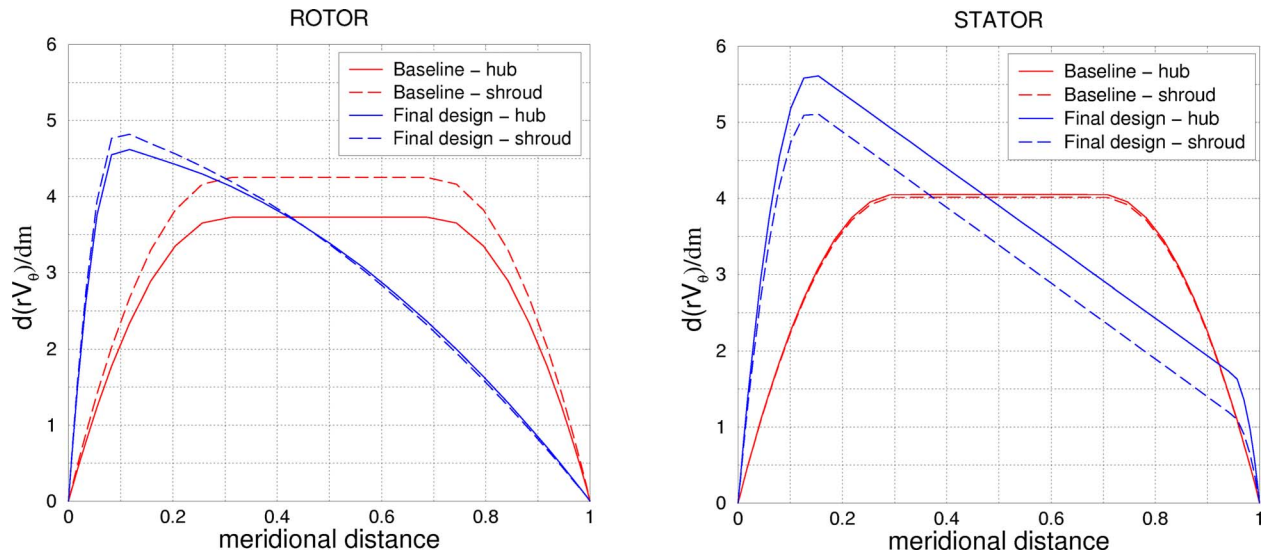 ROTOR
6
5
4
3
2
1
0
d(rVθ)/dm
Baseline – hub
Baseline – shroud
Final design – hub
Final design – shroud
0
0.2
0.4
0.6
0.8
1
meridional distance
STATOR
6
5
4
3
2
1
0
d(rVθ)/dm
Baseline – hub
Baseline – shroud
Final design – hub
Final design – shroud
0
0.2
0.4
0.6
0.8
1
meridional distance